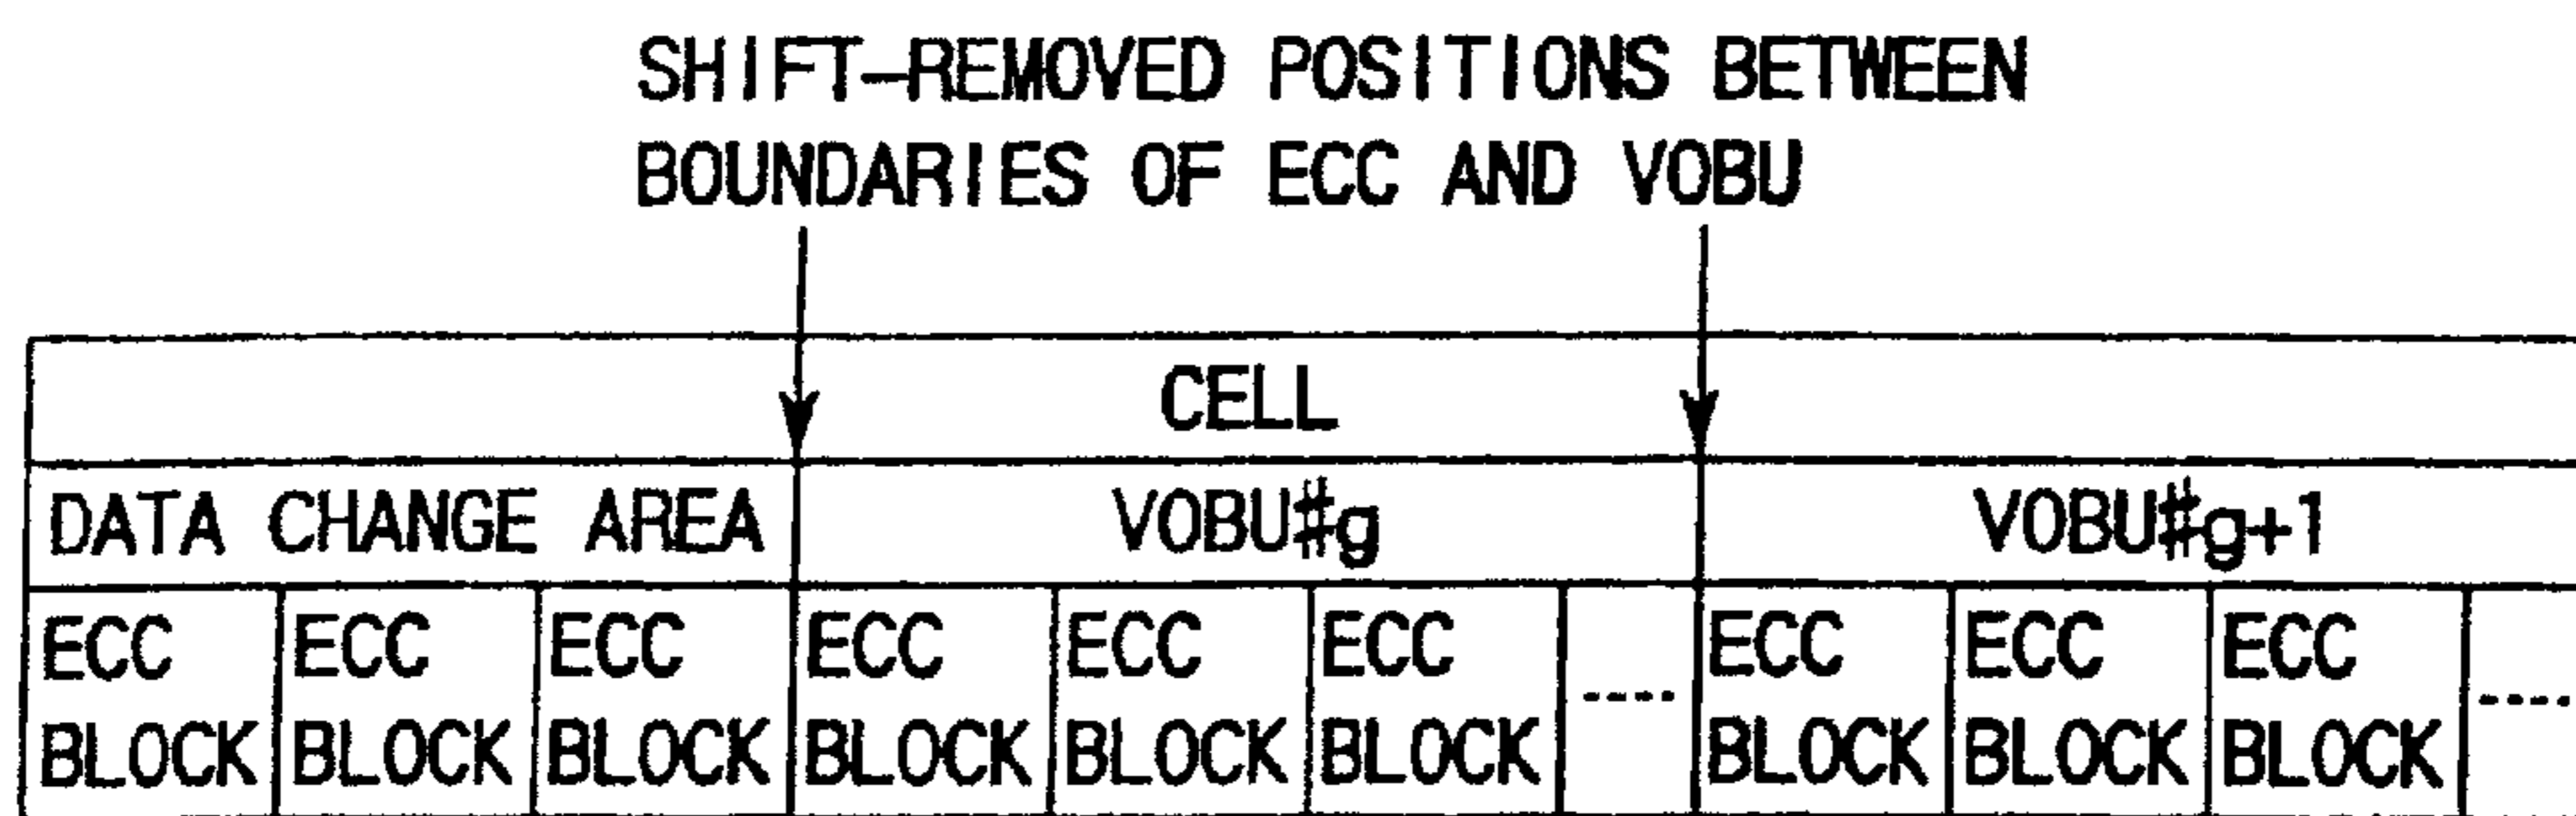 SHIFT-REMOVED POSITIONS BETWEEN
BOUNDARIES OF ECC AND VOBU
CELL
DATA CHANGE AREA VOBU#g VOBU#g+1
ECC ECC ECC ECC ECC ECC ---- ECC ECC ECC ----
BLOCK BLOCK BLOCK BLOCK BLOCK BLOCK BLOCK BLOCK BLOCK